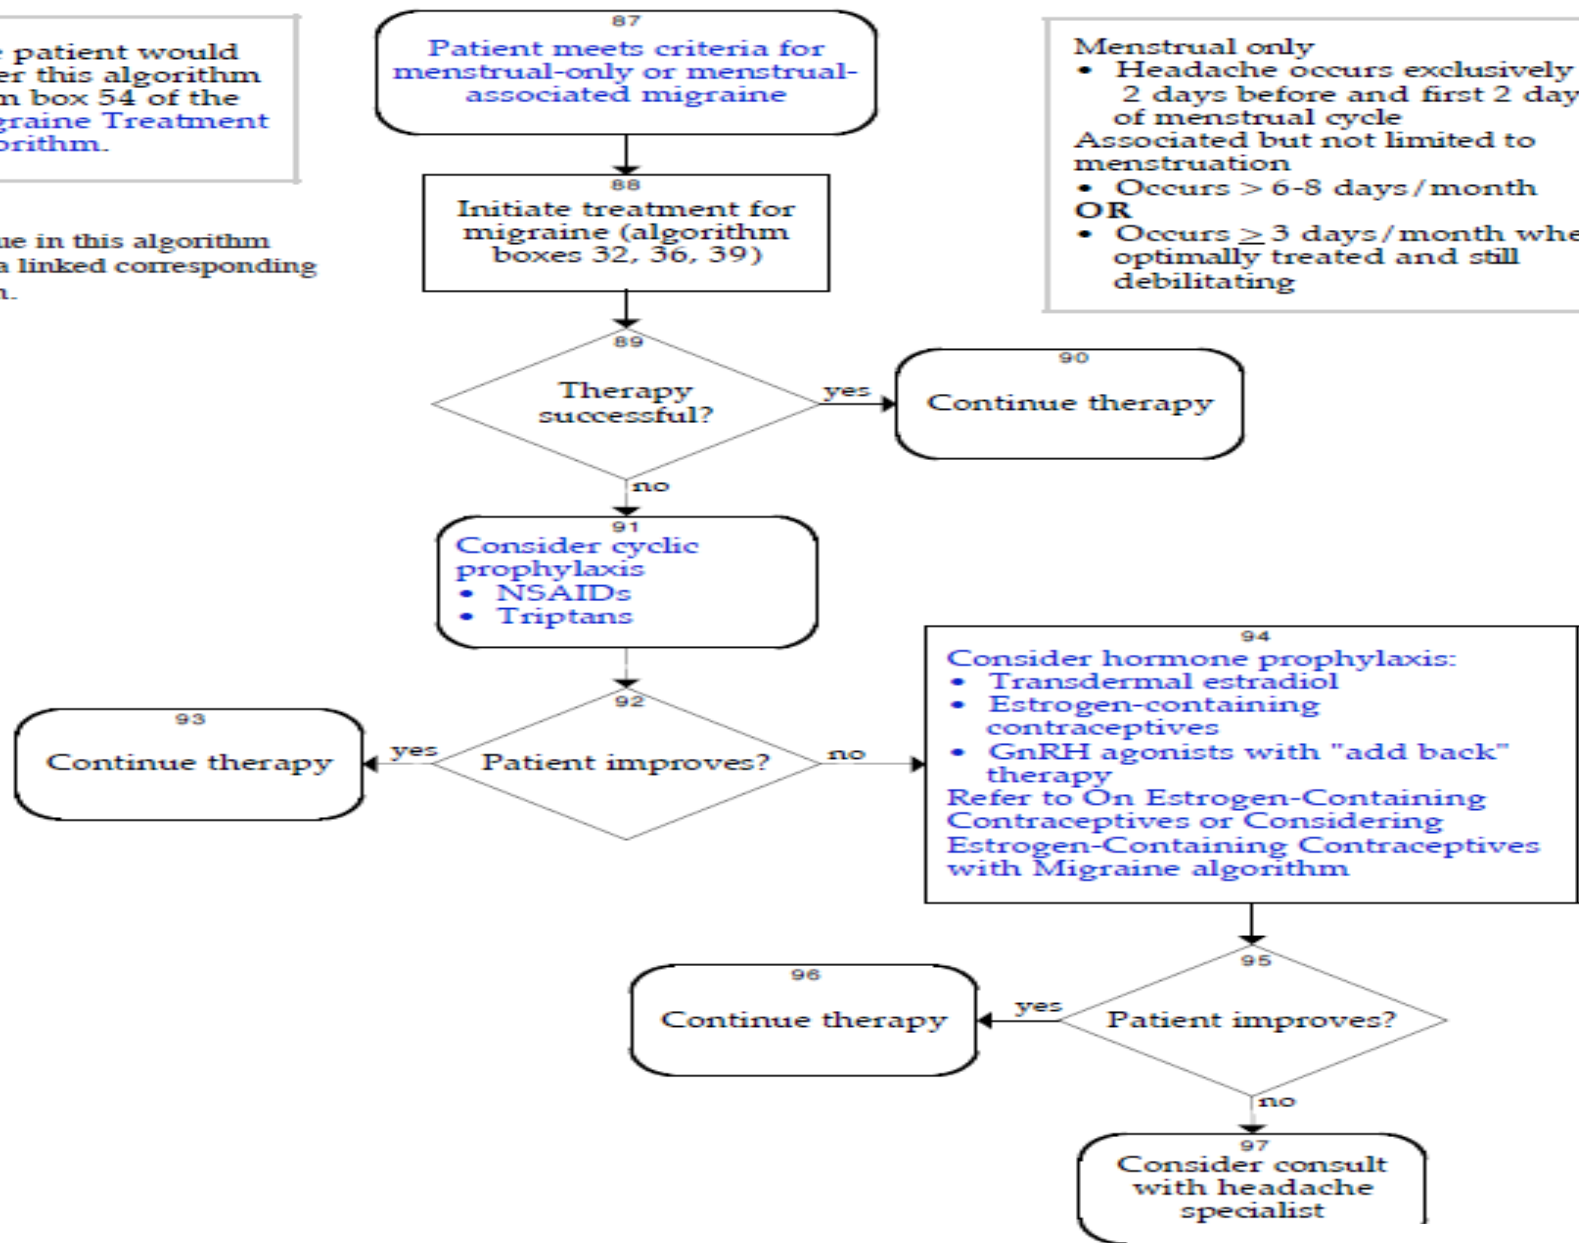 patient would
this algorithm
box 54 of the
Treatment
in this algorithm
a linked corresponding
87
Patient meets criteria for
menstrual-only or menstrual-
associated migraine
88
Initiate treatment for
migraine (algorithm
boxes 32, 36, 39)
Menstrual only
• Headache occurs exclusively
2 days before and first 2
of menstrual cycle
Associated but not limited to
menstruation
• Occurs > 6-8 days/month
OR
• Occurs ≥ 3 days/month
optimally treated and still
debilitating
89
Therapy
successful?
yes
90
Continue therapy
no
91
Consider cyclic
prophylaxis
• NSAIDs
• Triptans
92
Patient improves?
yes
93
Continue therapy
no
94
Consider hormone prophylaxis:
• Transdermal estradiol
• Estrogen-containing
contraceptives
• GnRH agonists with "add back"
therapy
Refer to On Estrogen-Containing
Contraceptives or Considering
Estrogen-Containing Contraceptives
with Migraine algorithm
95
Patient improves?
yes
96
Continue therapy
no
97
Consider consult
with headache
specialist